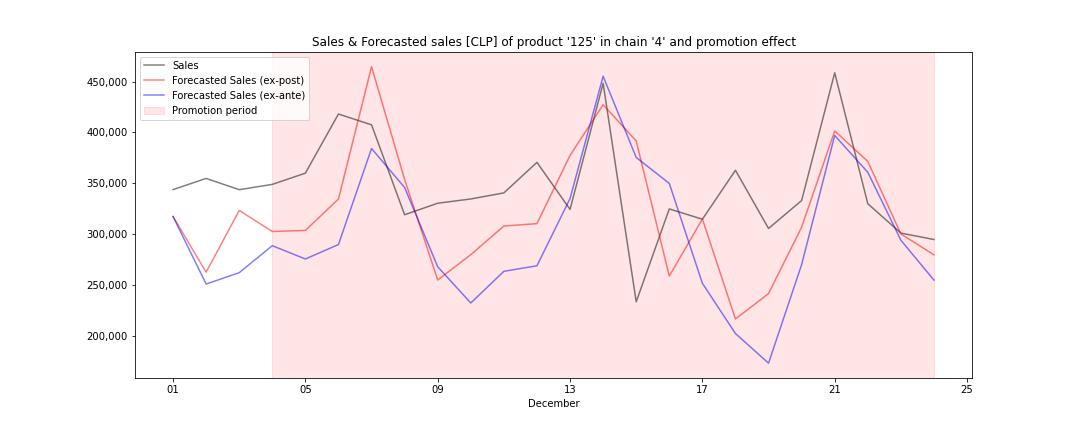 Sales & Forecasted sales [CLP] of product '125' in chain '4' and promotion effect
Sales
Forecasted Sales (ex-post)
Forecasted Sales (ex-ante)
Promotion period
450,000
400,000
350,000
300,000
250,000
200,000
01 05 09 13 17 21 25
December